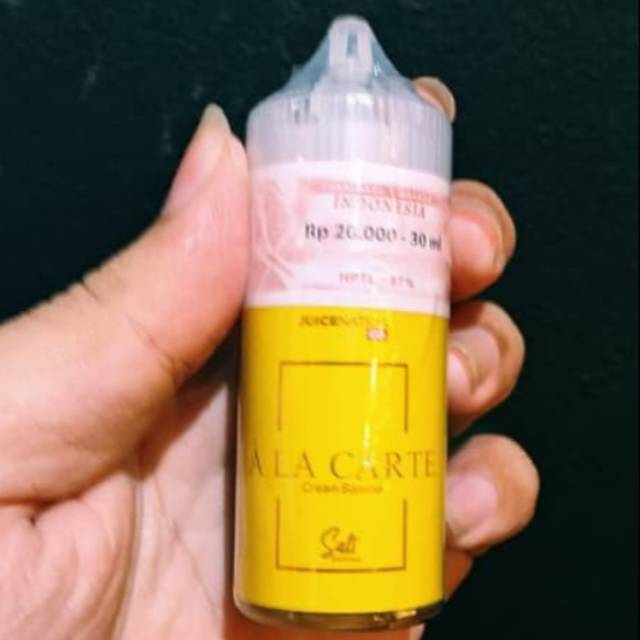 INDONESIA
Rp 20.000 - 30 ml
JUICENATION
À LA CARTE
Cream Banana
Salt